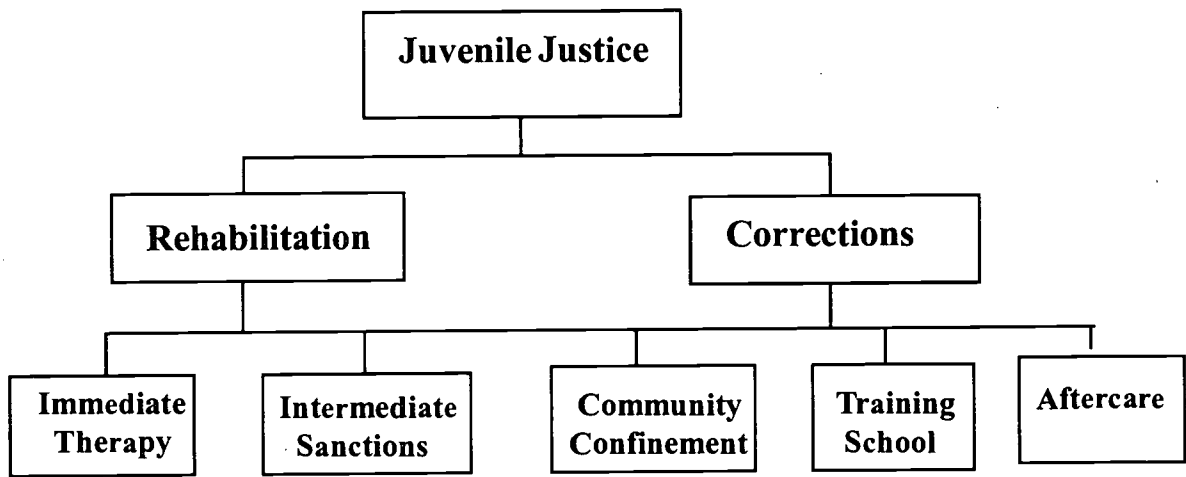 Juvenile Justice
Rehabilitation
Corrections
Immediate
Therapy
Intermediate
Sanctions
Community
Confinement
Training
School
Aftercare